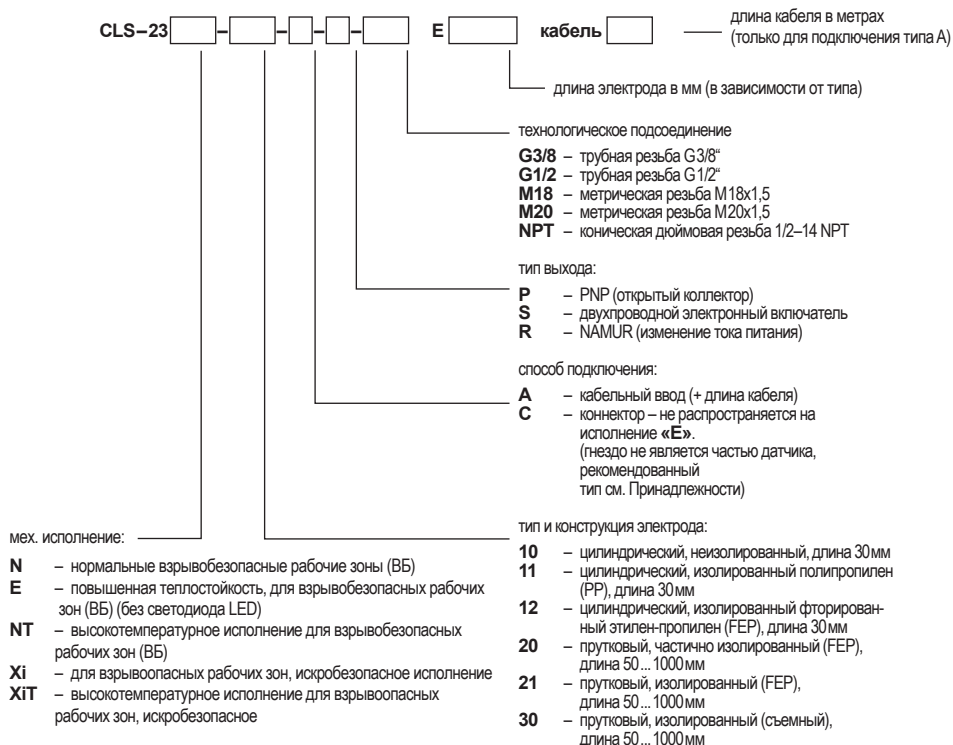 CLS–23 – – – – E кабель
длина кабеля в метрах
(только для подключения типа A)
длина электрода в мм (в зависимости от типа)
технологическое подсоединение
G3/8 – трубная резьба G3/8“
G1/2 – трубная резьба G1/2“
M18 – метрическая резьба M18x1,5
M20 – метрическая резьба M20x1,5
NPT – коническая дюймовая резьба 1/2–14 NPT
тип выхода:
P – PNP (открытый коллектор)
S – двухпроводной электронный включатель
R – NAMUR (изменение тока питания)
способ подключения:
A – кабельный ввод (+ длина кабеля)
C – коннектор – не распространяется на
исполнение «E».
(гнездо не является частью датчика,
рекомендованный
тип см. Принадлежности)
мех. исполнение:
N – нормальные взрывобезопасные рабочие зоны (ВБ)
E – повышенная теплостойкость, для взрывобезопасных рабочих
зон (ВБ) (без светодиода LED)
NT – высокотемпературное исполнение для взрывобезопасных
рабочих зон (ВБ)
Xi – для взрывоопасных рабочих зон, искробезопасное исполнение
XiT – высокотемпературное исполнение для взрывоопасных
рабочих зон, искробезопасное
тип и конструкция электрода:
10 – цилиндрический, неизолированный, длина 30 мм
11 – цилиндрический, изолированный полипропилен
(PP), длина 30 мм
12 – цилиндрический, изолированный фторирован-
ный этилен-пропилен (FEP), длина 30 мм
20 – прутковый, частично изолированный (FEP),
длина 50 ... 1000 мм
21 – прутковый, изолированный (FEP),
длина 50 ... 1000 мм
30 – прутковый, изолированный (съемный),
длина 50 ... 1000 мм